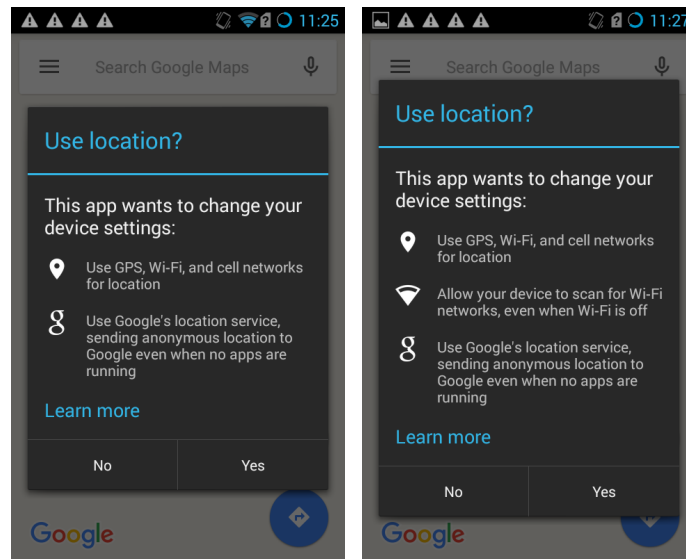 11:25
Search Google Maps
Use location?
This app wants to change your
device settings:
Use GPS, Wi-Fi, and cell networks
for location
g
Use Google's location service,
sending anonymous location to
Google even when no apps are
running
Learn more
No Yes
Google
11:27
Search Google Maps
Use location?
This app wants to change your
device settings:
Use GPS, Wi-Fi, and cell networks
for location
Allow your device to scan for Wi-Fi
networks, even when Wi-Fi is off
g
Use Google's location service,
sending anonymous location to
Google even when no apps are
running
Learn more
No Yes
Google